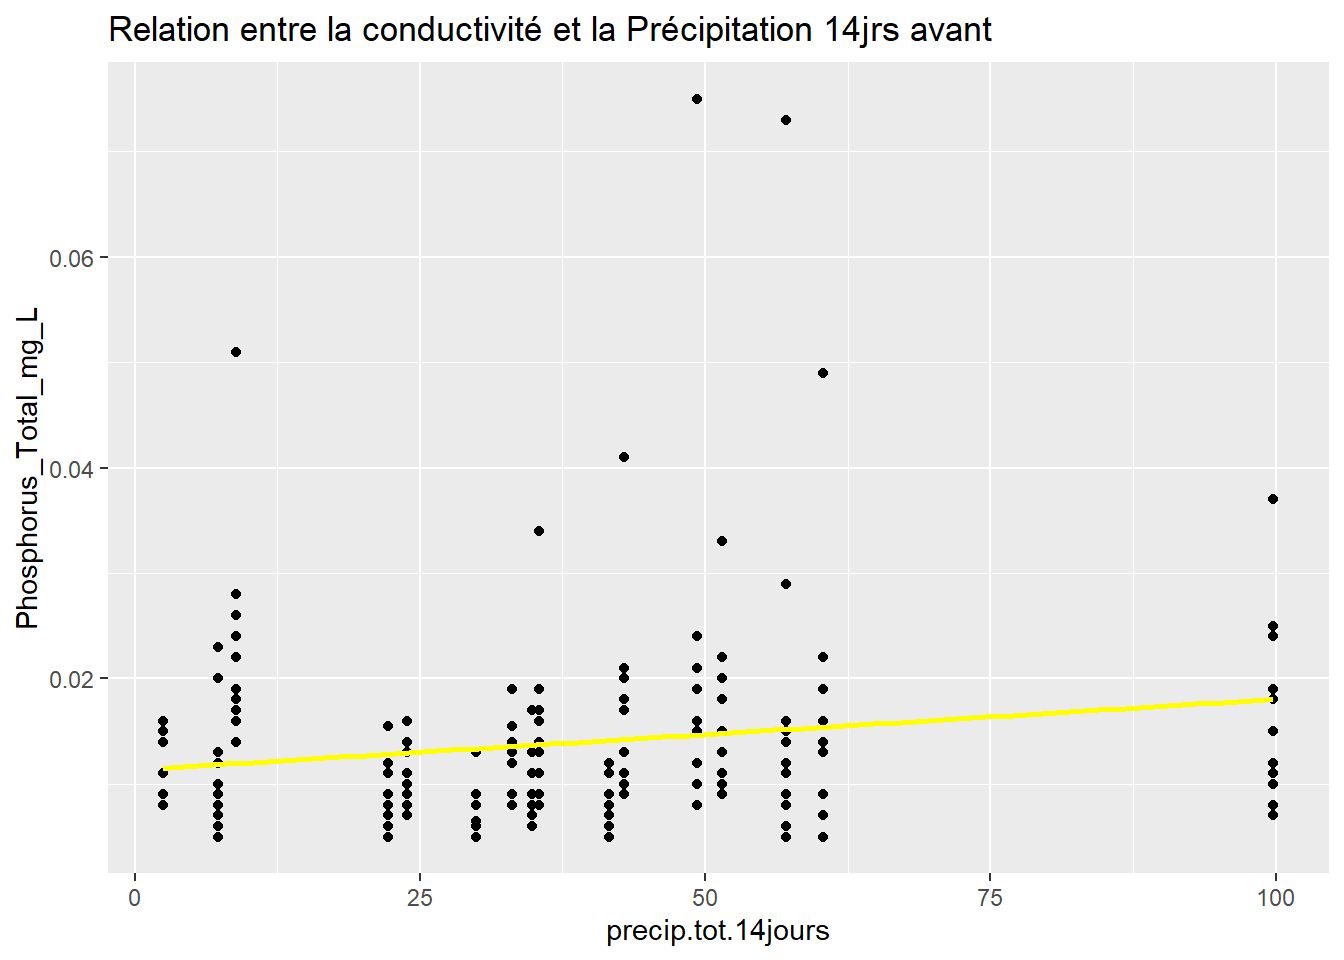 Relation entre la conductivité et la Précipitation 14jrs avant
Phosphorus_Total_mg_L
0.06
0.04
0.02
0
25
50
75
100
precip.tot.14jours